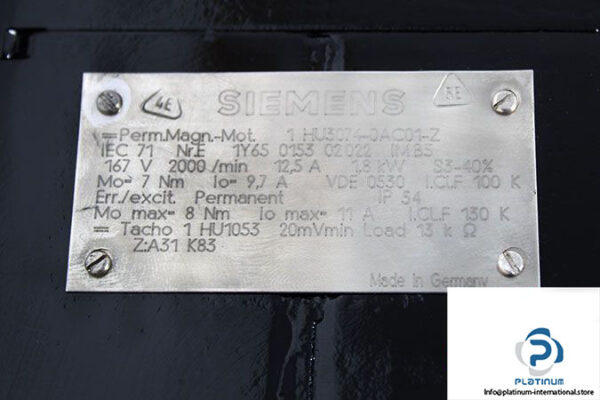 4E SIEMENS 5E
Perm.Magn.-Mot. 1 HU3074-0AC01-Z
IEC 71 Nr.E 1Y65 0153 02 022 IM B5
167 V 2000 /min 12,5 A 1,8 kW S3-40%
Mo= 7 Nm Io= 9,7 A VDE 0530 I.CLF 100 K
Err./excit. Permanent IP 54
Mo max= 8 Nm Io max= 11 A I.CLF 130 K
Tacho 1 HU1053 20mVmin Load 13 k Ω
Z:A31 K83
Made in Germany
PLATINUM
Info@platinum-international.store